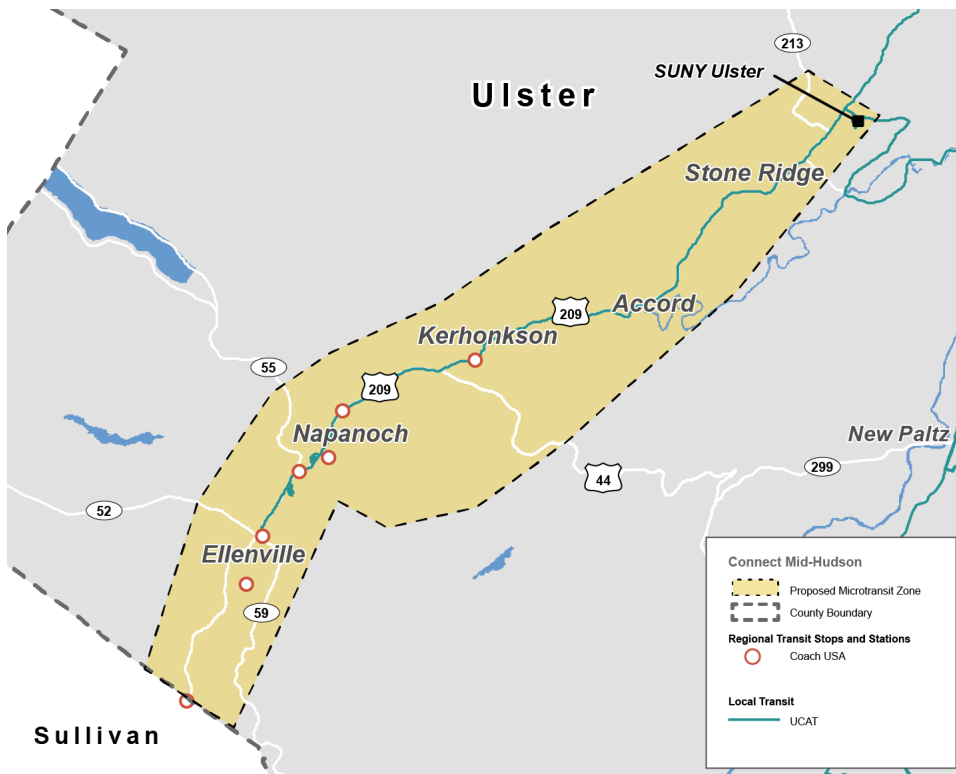 213
SUNY Ulster
Ulster
Stone Ridge
Accord
209
Kerhonkson
55
209
Napanoch
New Paltz
299
44
52
Ellenville
59
Sullivan
Connect Mid-Hudson
Proposed Microtransit Zone
County Boundary
Regional Transit Stops and Stations
Coach USA
Local Transit
UCAT